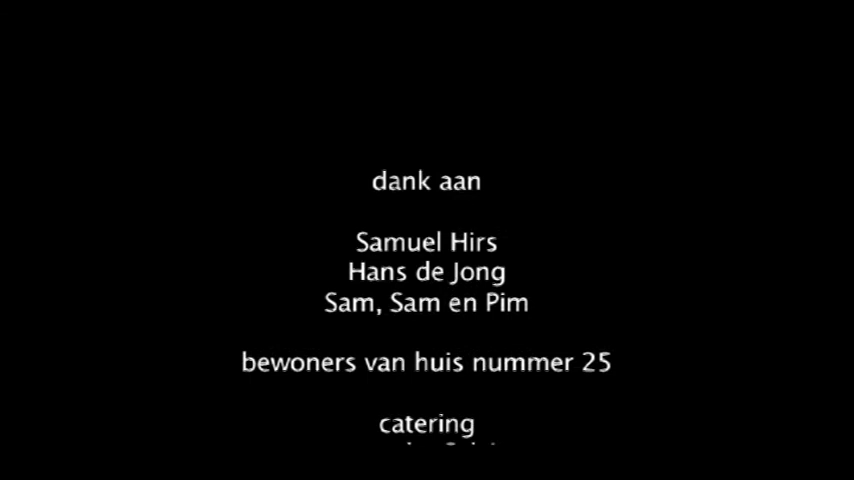 dank aan
Samuel Hirs
Hans de Jong
Sam, Sam en Pim
bewoners van huis nummer 25
catering